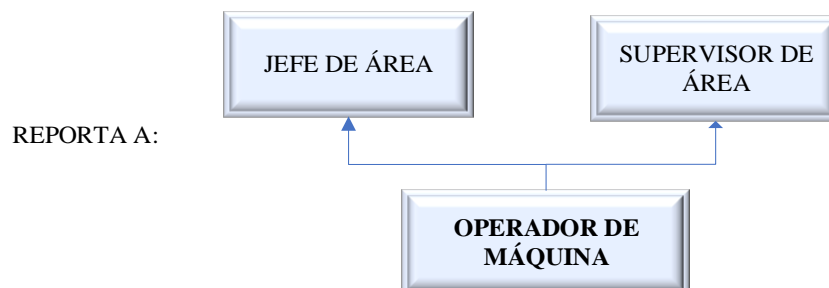 JEFE DE ÁREA
SUPERVISOR DE
ÁREA
REPORTA A:
OPERADOR DE
MÁQUINA